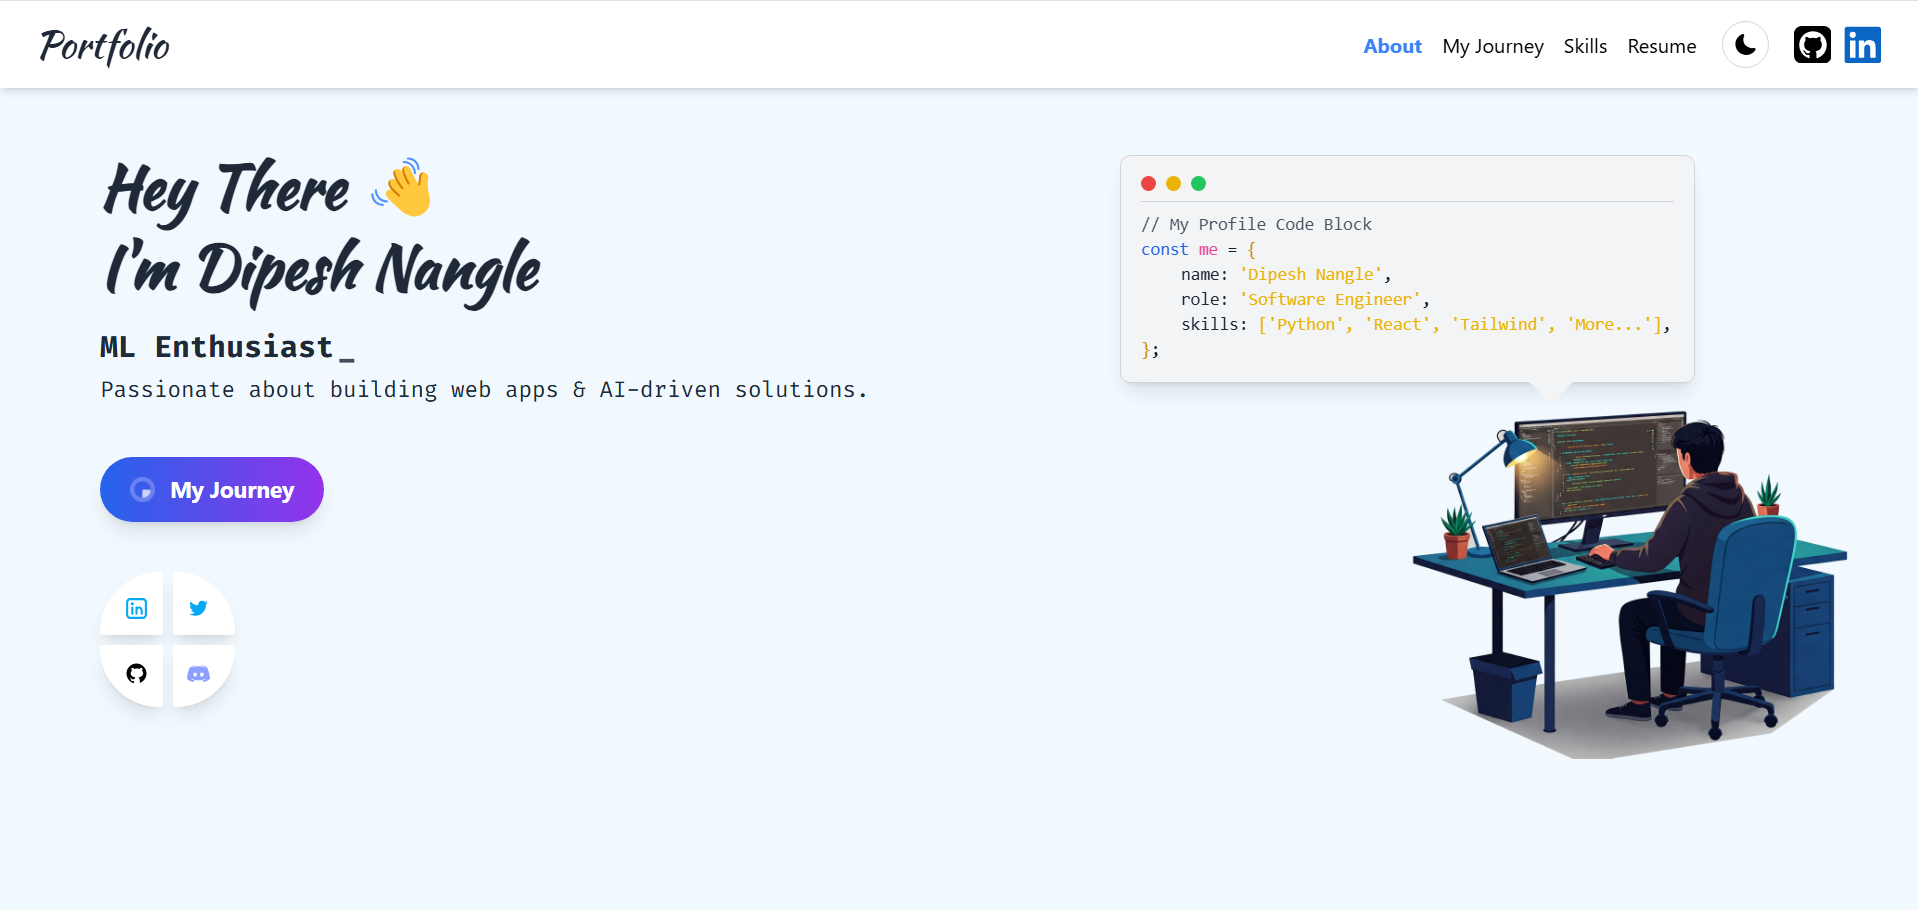 Portfolio
About My Journey Skills Resume
Hey There 👋
I'm Dipesh Nangle
ML Enthusiast_
Passionate about building web apps & AI-driven solutions.
My Journey
// My Profile Code Block
const me = {
name: 'Dipesh Nangle',
role: 'Software Engineer',
skills: ['Python', 'React', 'Tailwind', 'More...'],
};